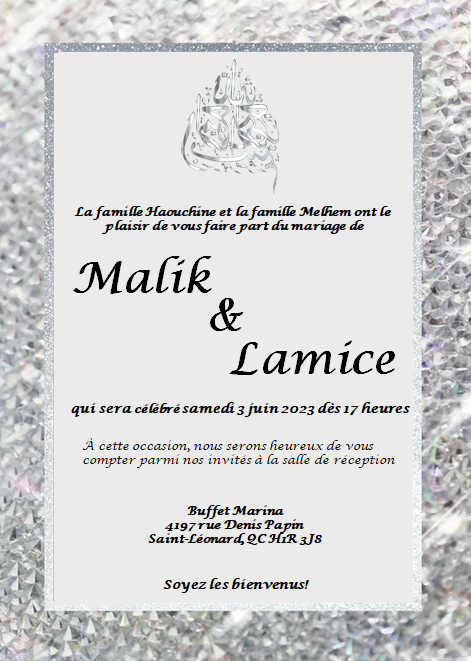 La famille Haouchine et la famille Melhem ont le
plaisir de vous faire part du mariage de
Malik
&
Lamice
qui sera célébré samedi 3 juin 2023 dès 17 heures
À cette occasion, nous serons heureux de vous
compter parmi nos invités à la salle de réception
Buffet Marina
4197 rue Denis Papin
Saint-Léonard, QC H1R 3J8
Soyez les bienvenus!